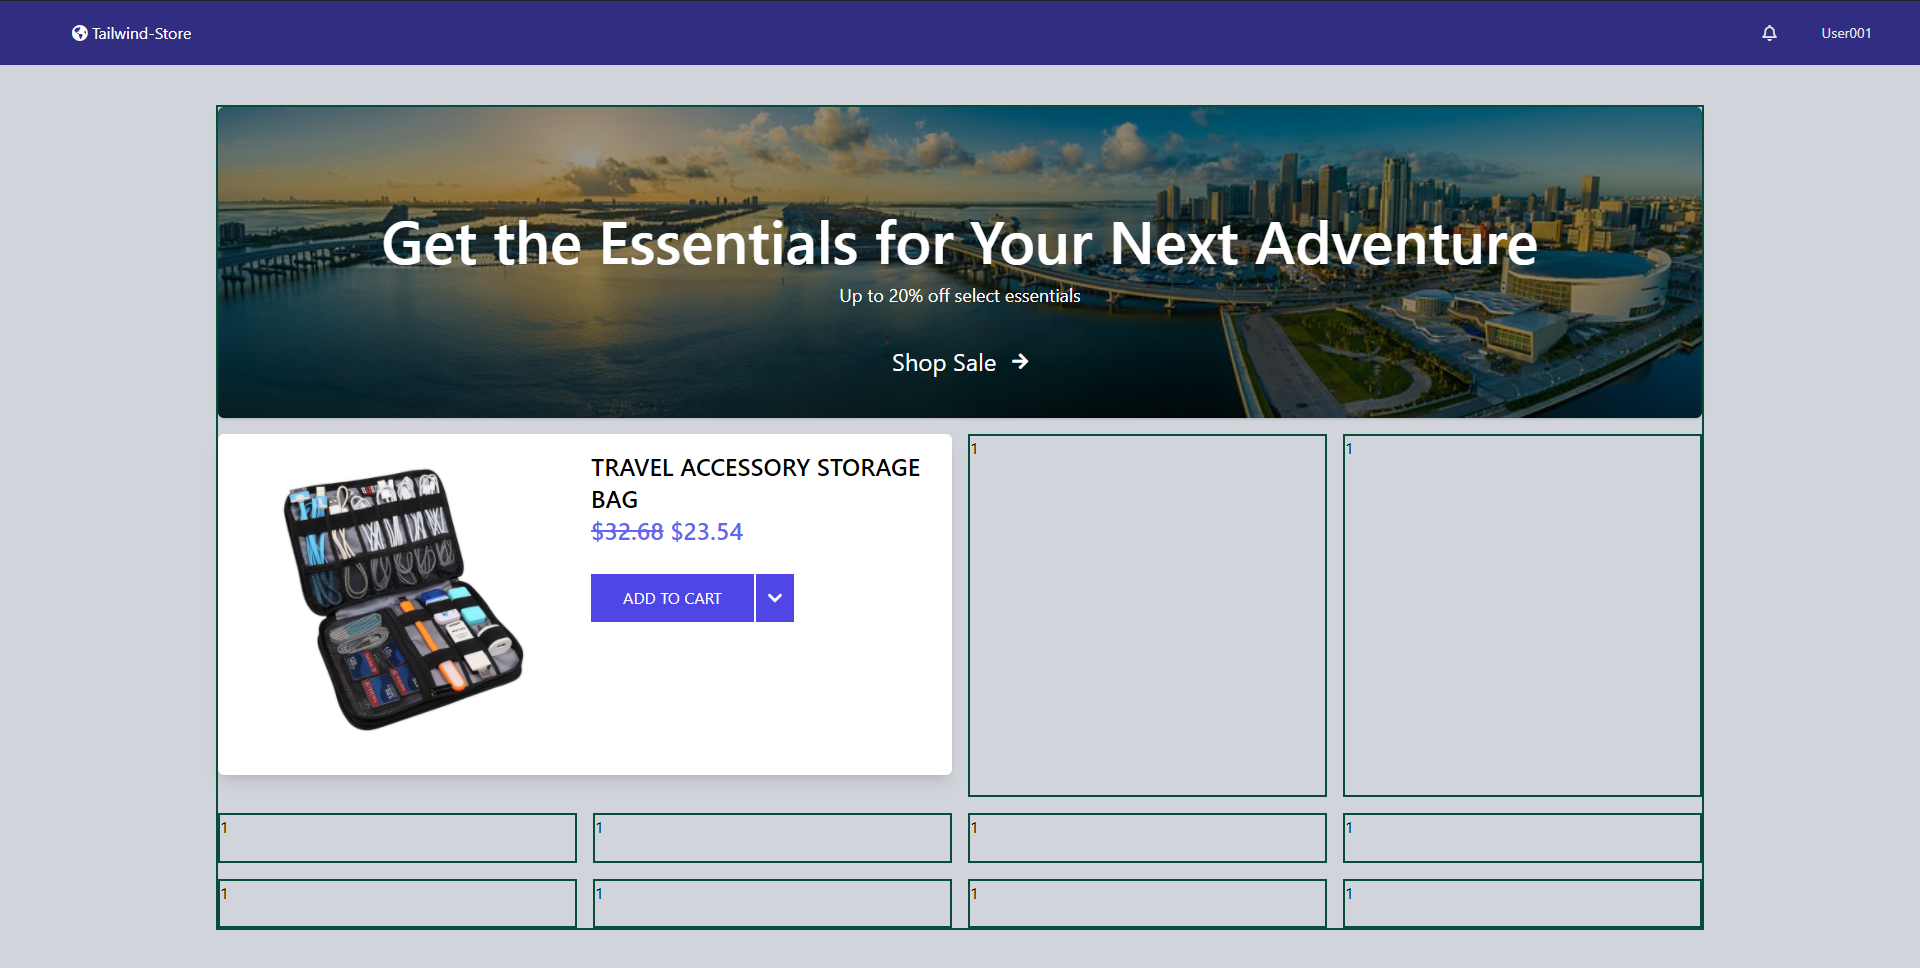 Tailwind-Store
User001
Get the Essentials for Your Next Adventure
Up to 20% off select essentials
Shop Sale
TRAVEL ACCESSORY STORAGE
BAG
$32.68 $23.54
ADD TO CART
1
1
1
1
1
1
1
1
1
1